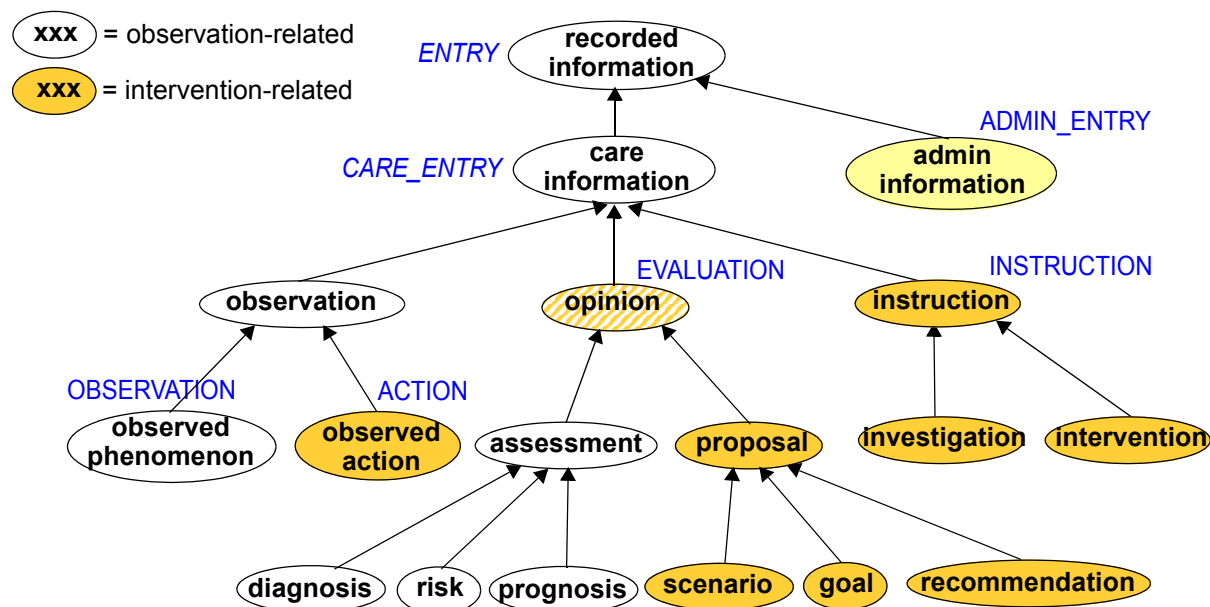 xxx = observation-related
xxx = intervention-related
ENTRY
recorded
information
ADMIN_ENTRY
CARE_ENTRY
care
information
admin
information
EVALUATION
INSTRUCTION
observation
opinion
instruction
OBSERVATION
ACTION
observed
phenomenon
observed
action
assessment
proposal
investigation
intervention
diagnosis
risk
prognosis
scenario
goal
recommendation